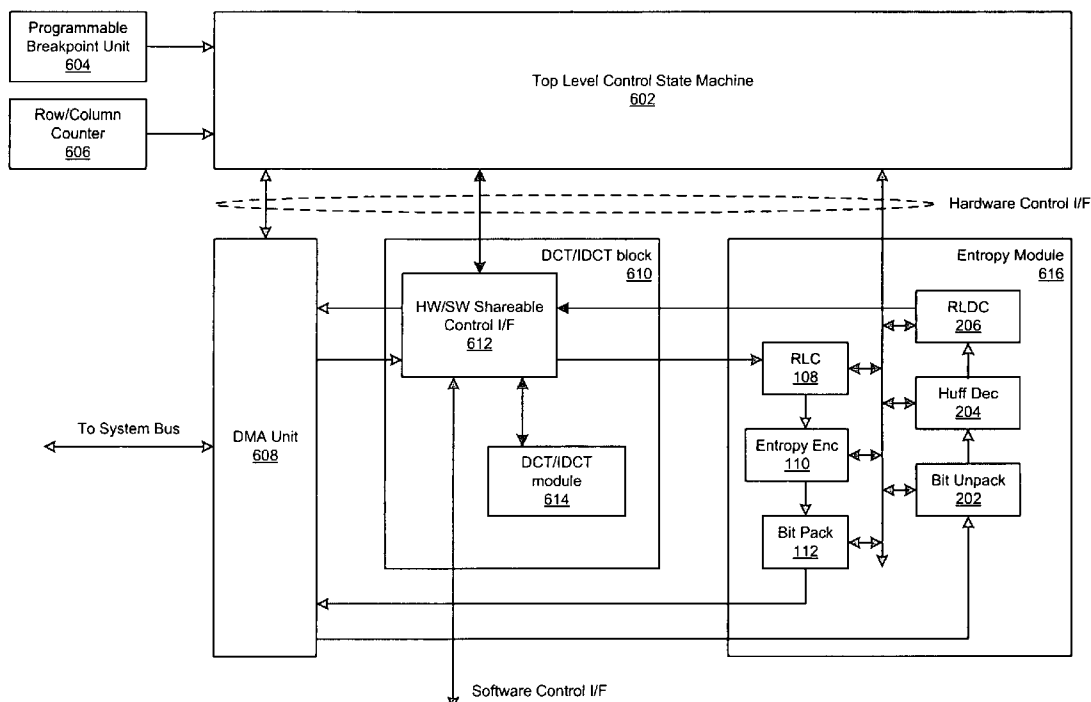 Programmable
Breakpoint Unit
604
Top Level Control State Machine
602
Row/Column
Counter
606
Hardware Control I/F
DCT/IDCT block
610
Entropy Module
616
HW/SW Shareable
Control I/F
612
RLDC
206
RLC
108
Huff Dec
204
To System Bus
DMA Unit
608
Entropy Enc
110
DCT/IDCT
module
614
Bit Unpack
202
Bit Pack
112
Software Control I/F